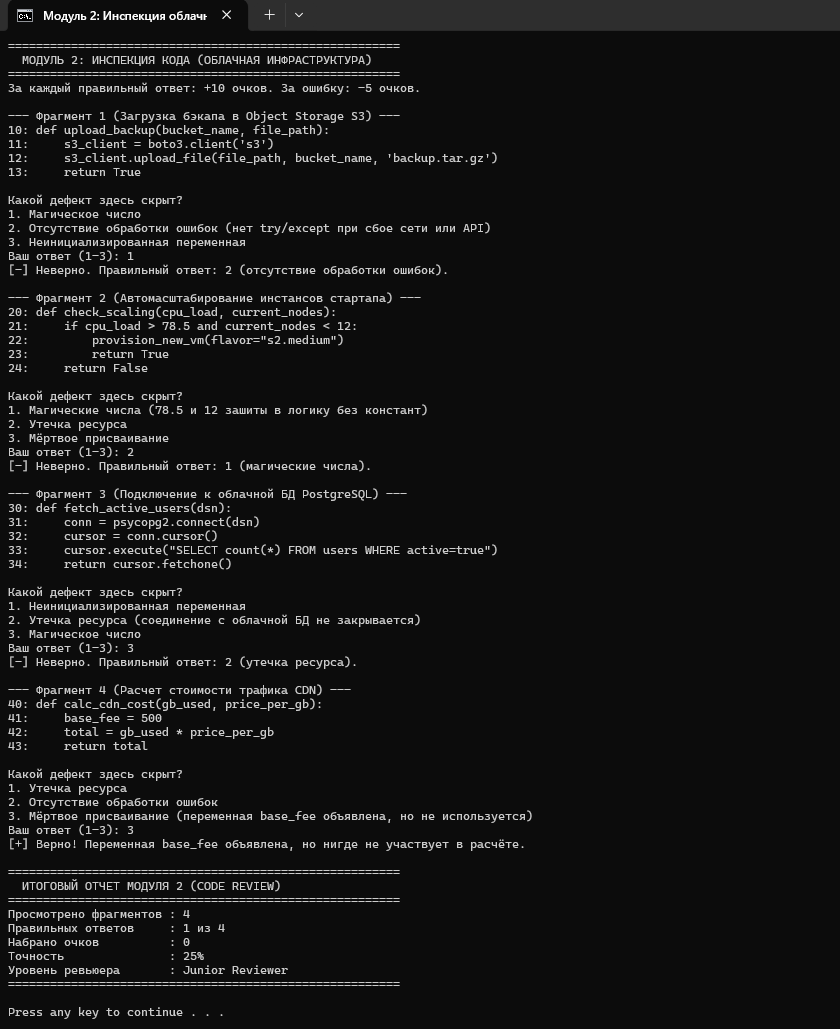 Модуль 2: Инспекция облачн
==========================================================
  МОДУЛЬ 2: ИНСПЕКЦИЯ КОДА (ОБЛАЧНАЯ ИНФРАСТРУКТУРА)
==========================================================
За каждый правильный ответ: +10 очков. За ошибку: -5 очков.

--- Фрагмент 1 (Загрузка бэкапа в Object Storage S3) ---
10: def upload_backup(bucket_name, file_path):
11:     s3_client = boto3.client('s3')
12:     s3_client.upload_file(file_path, bucket_name, 'backup.tar.gz')
13:     return True

Какой дефект здесь скрыт?
1. Магическое число
2. Отсутствие обработки ошибок (нет try/except при сбое сети или API)
3. Неинициализированная переменная
Ваш ответ (1-3): 1
[-] Неверно. Правильный ответ: 2 (отсутствие обработки ошибок).

--- Фрагмент 2 (Автомасштабирование инстансов стартапа) ---
20: def check_scaling(cpu_load, current_nodes):
21:     if cpu_load > 78.5 and current_nodes < 12:
22:         provision_new_vm(flavor="s2.medium")
23:         return True
24:     return False

Какой дефект здесь скрыт?
1. Магические числа (78.5 и 12 зашиты в логику без констант)
2. Утечка ресурса
3. Мёртвое присваивание
Ваш ответ (1-3): 2
[-] Неверно. Правильный ответ: 1 (магические числа).

--- Фрагмент 3 (Подключение к облачной БД PostgreSQL) ---
30: def fetch_active_users(dsn):
31:     conn = psycopg2.connect(dsn)
32:     cursor = conn.cursor()
33:     cursor.execute("SELECT count(*) FROM users WHERE active=true")
34:     return cursor.fetchone()

Какой дефект здесь скрыт?
1. Неинициализированная переменная
2. Утечка ресурса (соединение с облачной БД не закрывается)
3. Магическое число
Ваш ответ (1-3): 3
[-] Неверно. Правильный ответ: 2 (утечка ресурса).

--- Фрагмент 4 (Расчет стоимости трафика CDN) ---
40: def calc_cdn_cost(gb_used, price_per_gb):
41:     base_fee = 500
42:     total = gb_used * price_per_gb
43:     return total

Какой дефект здесь скрыт?
1. Утечка ресурса
2. Отсутствие обработки ошибок
3. Мёртвое присваивание (переменная base_fee объявлена, но не используется)
Ваш ответ (1-3): 3
[+] Верно! Переменная base_fee объявлена, но нигде не участвует в расчёте.

==========================================================
  ИТОГОВЫЙ ОТЧЕТ МОДУЛЯ 2 (CODE REVIEW)
==========================================================
Просмотрено фрагментов : 4
Правильных ответов     : 1 из 4
Набрано очков          : 0
Точность               : 25%
Уровень ревьюера       : Junior Reviewer
==========================================================

Press any key to continue . . .